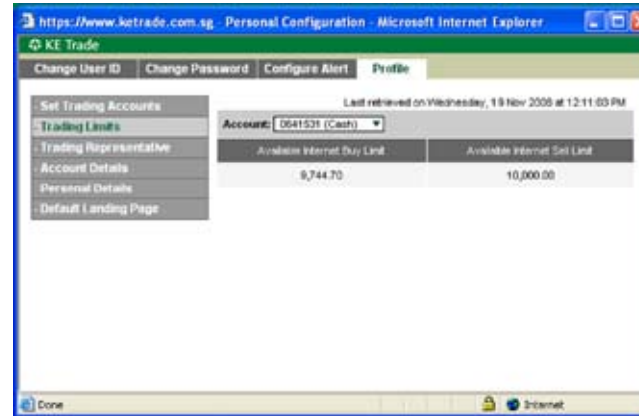 https://www.ketrade.com.sg - Personal Configuration - Microsoft Internet Explorer
KE Trade
Change User ID Change Password Configure Alert Profile
Last retrieved on Wednesday, 19 Nov 2008 at 12:11:03 PM
- Set Trading Accounts
- Trading Limits
- Trading Representative
- Account Details
- Personal Details
- Default Landing Page
Account: 0641531 (Cash)
Available Internet Buy Limit Available Internet Sell Limit
9,744.70 10,000.00
Done Internet